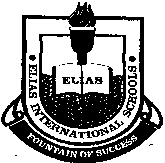 ELIAS INTERNATIONAL SCHOOLS
ELIAS
FOUNTAIN OF SUCCESS